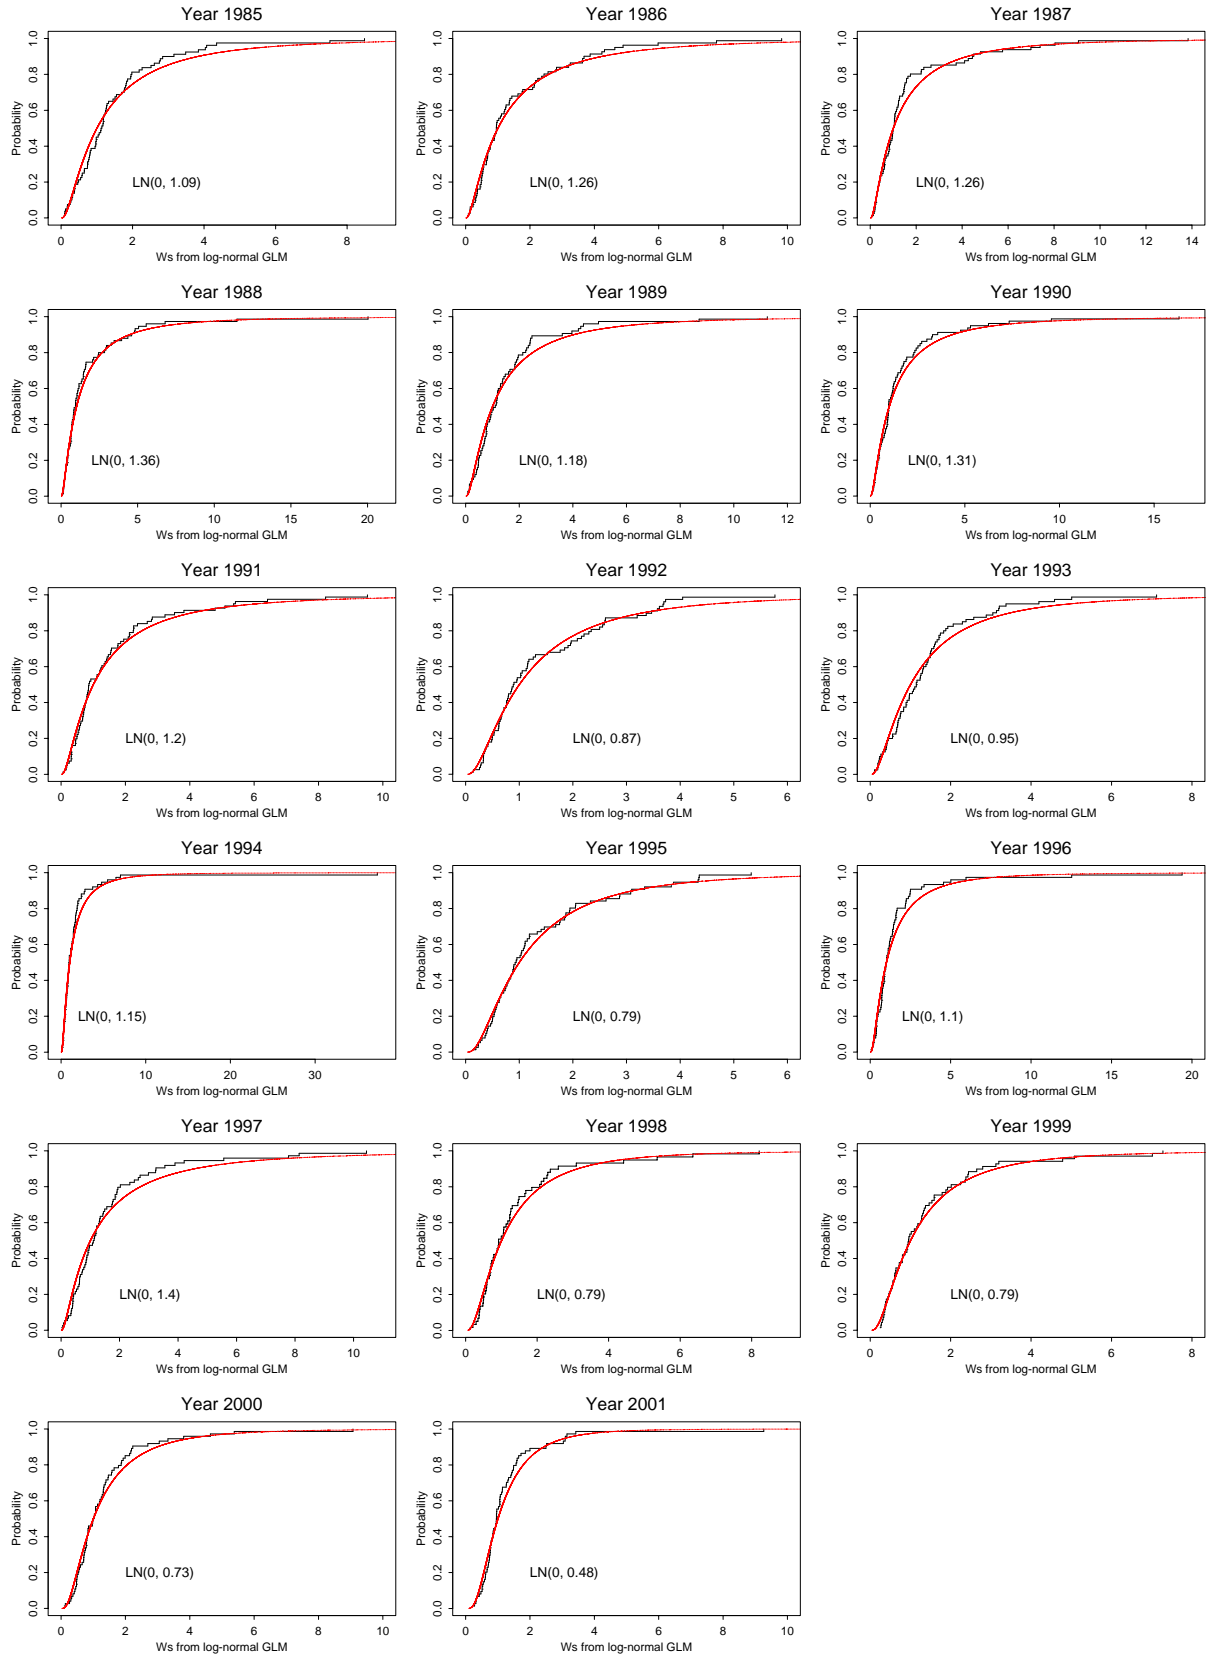 Year 1985
Probability
0.0 0.2 0.4 0.6 0.8 1.0
LN(0, 1.09)
0 2 4 6 8
Ws from log-normal GLM
Year 1986
Probability
0.0 0.2 0.4 0.6 0.8 1.0
LN(0, 1.26)
0 2 4 6 8 10
Ws from log-normal GLM
Year 1987
Probability
0.0 0.2 0.4 0.6 0.8 1.0
LN(0, 1.26)
0 2 4 6 8 10 12 14
Ws from log-normal GLM
Year 1988
Probability
0.0 0.2 0.4 0.6 0.8 1.0
LN(0, 1.36)
0 5 10 15 20
Ws from log-normal GLM
Year 1989
Probability
0.0 0.2 0.4 0.6 0.8 1.0
LN(0, 1.18)
0 2 4 6 8 10 12
Ws from log-normal GLM
Year 1990
Probability
0.0 0.2 0.4 0.6 0.8 1.0
LN(0, 1.31)
0 5 10 15
Ws from log-normal GLM
Year 1991
Probability
0.0 0.2 0.4 0.6 0.8 1.0
LN(0, 1.2)
0 2 4 6 8 10
Ws from log-normal GLM
Year 1992
Probability
0.0 0.2 0.4 0.6 0.8 1.0
LN(0, 0.87)
0 1 2 3 4 5 6
Ws from log-normal GLM
Year 1993
Probability
0.0 0.2 0.4 0.6 0.8 1.0
LN(0, 0.95)
0 2 4 6 8
Ws from log-normal GLM
Year 1994
Probability
0.0 0.2 0.4 0.6 0.8 1.0
LN(0, 1.15)
0 10 20 30
Ws from log-normal GLM
Year 1995
Probability
0.0 0.2 0.4 0.6 0.8 1.0
LN(0, 0.79)
0 1 2 3 4 5 6
Ws from log-normal GLM
Year 1996
Probability
0.0 0.2 0.4 0.6 0.8 1.0
LN(0, 1.1)
0 5 10 15 20
Ws from log-normal GLM
Year 1997
Probability
0.0 0.2 0.4 0.6 0.8 1.0
LN(0, 1.4)
0 2 4 6 8 10
Ws from log-normal GLM
Year 1998
Probability
0.0 0.2 0.4 0.6 0.8 1.0
LN(0, 0.79)
0 2 4 6 8
Ws from log-normal GLM
Year 1999
Probability
0.0 0.2 0.4 0.6 0.8 1.0
LN(0, 0.79)
0 2 4 6 8
Ws from log-normal GLM
Year 2000
Probability
0.0 0.2 0.4 0.6 0.8 1.0
LN(0, 0.73)
0 2 4 6 8 10
Ws from log-normal GLM
Year 2001
Probability
0.0 0.2 0.4 0.6 0.8 1.0
LN(0, 0.48)
0 2 4 6 8 10
Ws from log-normal GLM